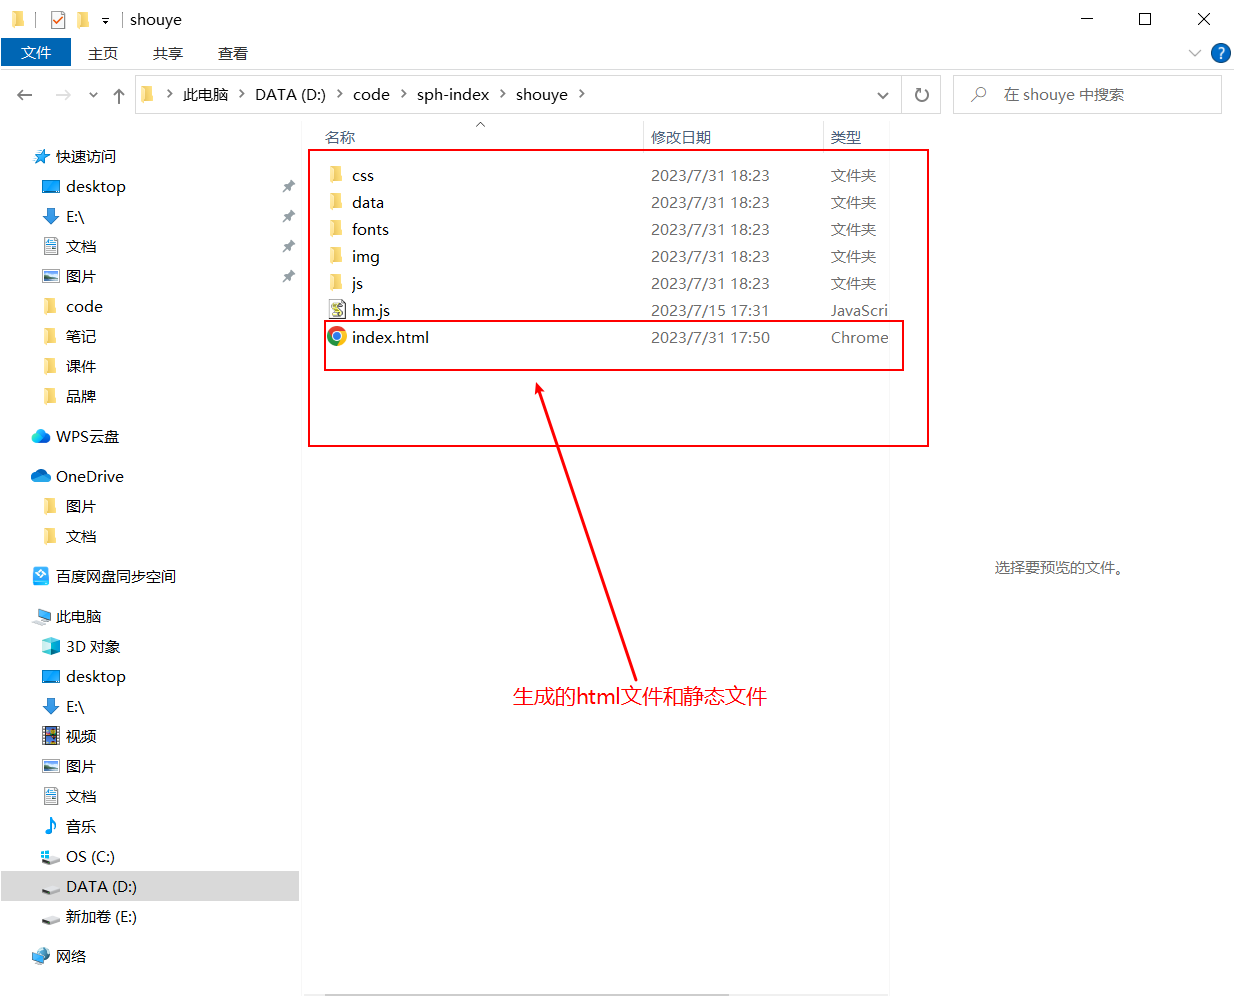 shouye
文件 主页 共享 查看
此电脑 DATA (D:) code sph-index shouye
在 shouye 中搜索
名称 修改日期 类型
css 2023/7/31 18:23 文件夹
data 2023/7/31 18:23 文件夹
fonts 2023/7/31 18:23 文件夹
img 2023/7/31 18:23 文件夹
js 2023/7/31 18:23 文件夹
hm.js 2023/7/15 17:31 JavaScri
index.html 2023/7/31 17:50 Chrome
快速访问
desktop
E:\
文档
图片
code
笔记
课件
品牌
WPS云盘
OneDrive
图片
文档
百度网盘同步空间
此电脑
3D 对象
desktop
E:\
视频
图片
文档
音乐
OS (C:)
DATA (D:)
新加卷 (E:)
网络
生成的html文件和静态文件
选择要预览的文件。